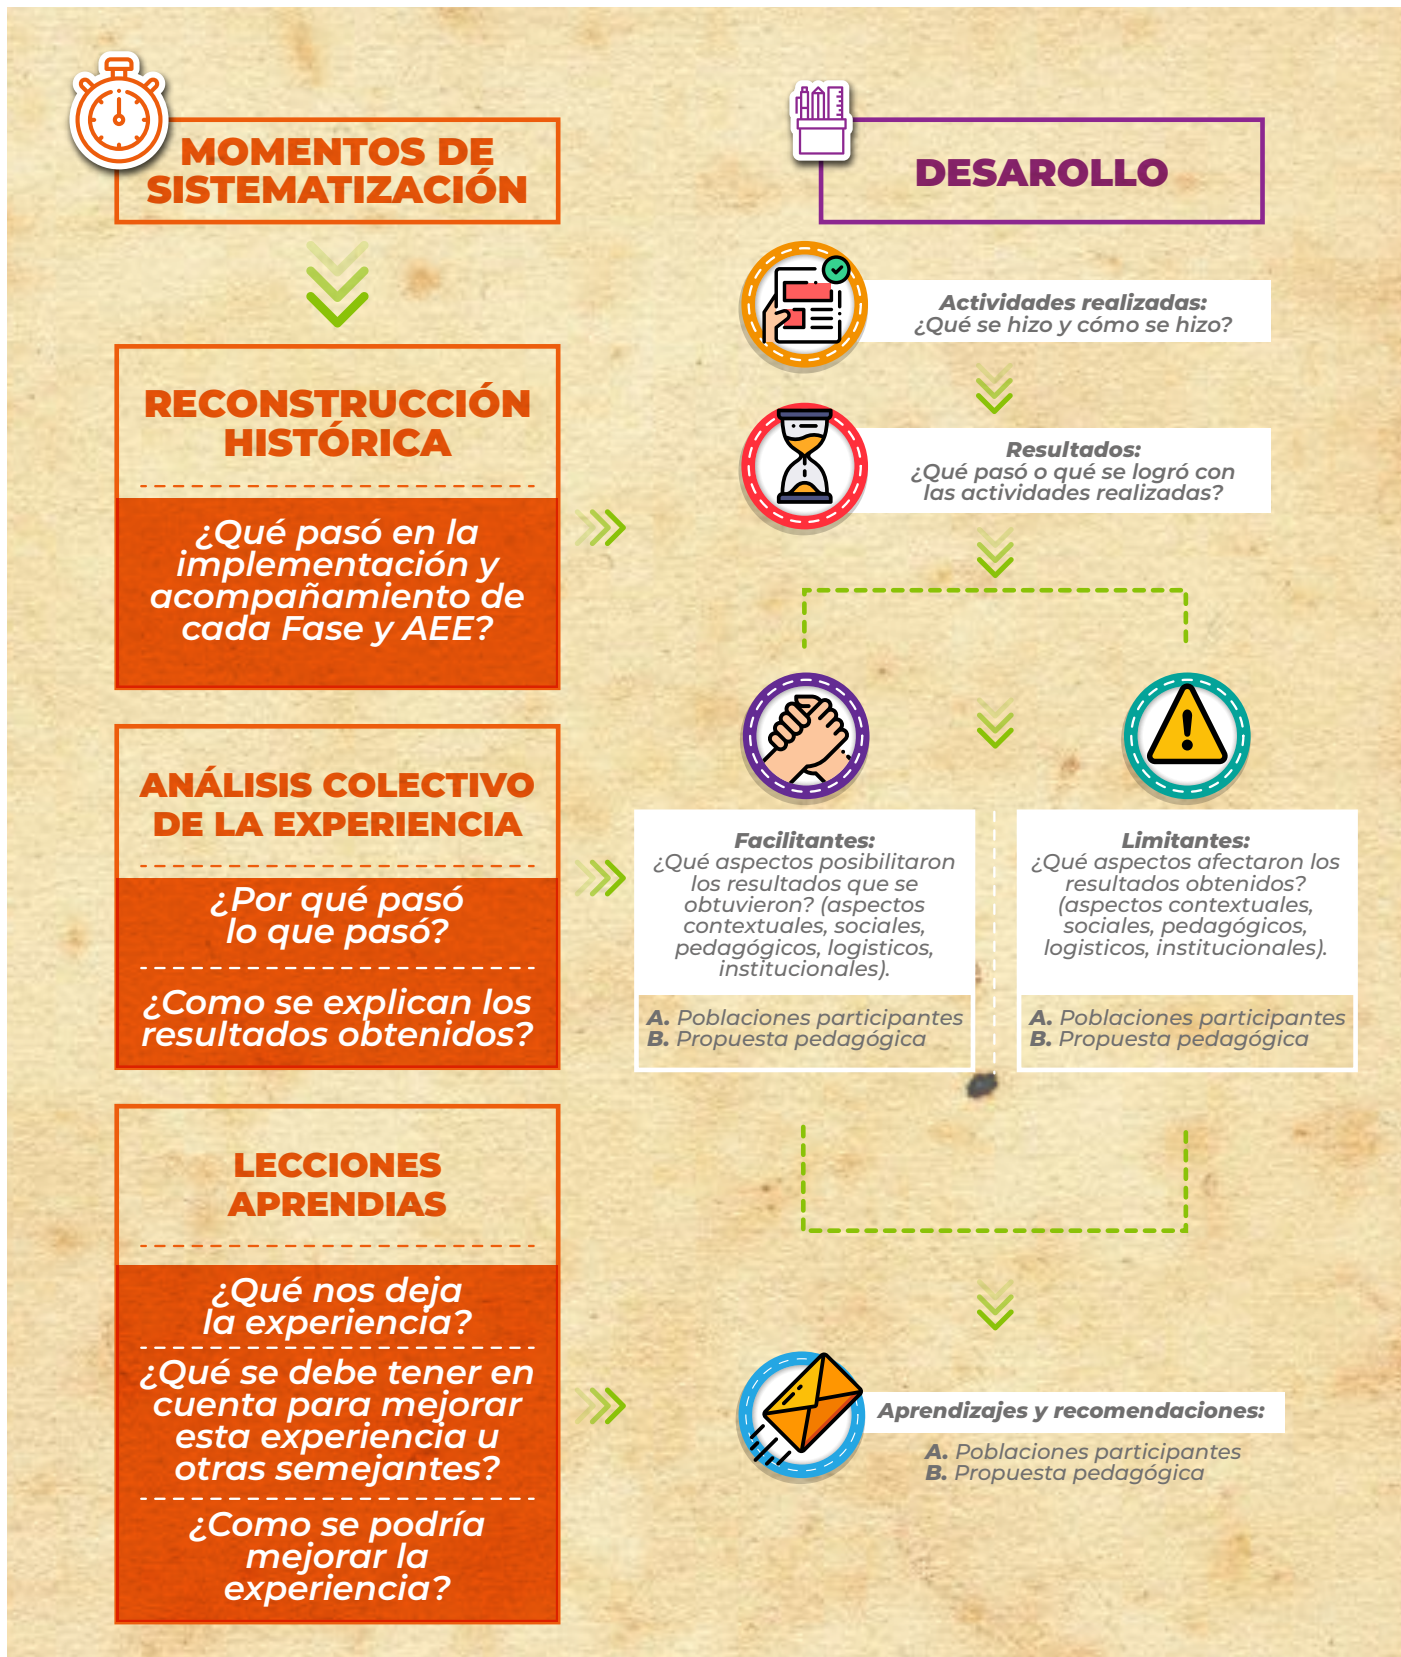 MOMENTOS DE
SISTEMATIZACIÓN
RECONSTRUCCIÓN
HISTÓRICA
¿Qué pasó en la
implementación y
acompañamiento de
cada Fase y AEE?
ANÁLISIS COLECTIVO
DE LA EXPERIENCIA
¿Por qué pasó
lo que pasó?
¿Como se explican los
resultados obtenidos?
LECCIONES
APRENDIAS
¿Qué nos deja
la experiencia?
¿Qué se debe tener en
cuenta para mejorar
esta experiencia u
otras semejantes?
¿Como se podría
mejorar la
experiencia?
DESAROLLO
Actividades realizadas:
¿Qué se hizo y cómo se hizo?
Resultados:
¿Qué pasó o qué se logró con
las actividades realizadas?
Facilitantes:
¿Qué aspectos posibilitaron
los resultados que se
obtuvieron? (aspectos
contextuales, sociales,
pedagógicos, logisticos,
institucionales).
A. Poblaciones participantes
B. Propuesta pedagógica
Limitantes:
¿Qué aspectos afectaron los
resultados obtenidos?
(aspectos contextuales,
sociales, pedagógicos,
logisticos, institucionales).
A. Poblaciones participantes
B. Propuesta pedagógica
Aprendizajes y recomendaciones:
A. Poblaciones participantes
B. Propuesta pedagógica